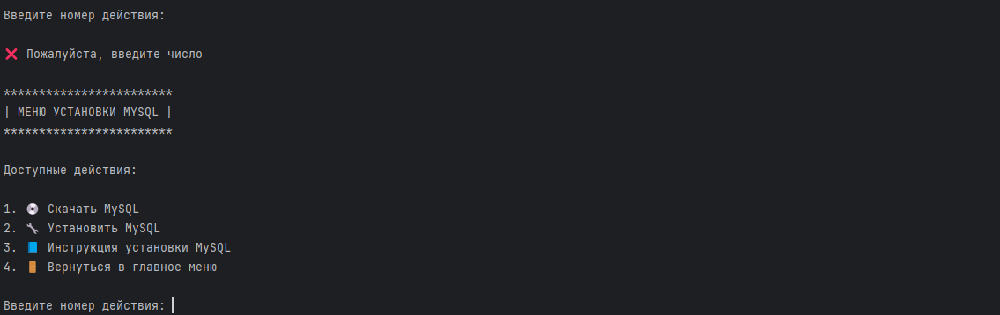 Введите номер действия:
❌ Пожалуйста, введите число
************************
| МЕНЮ УСТАНОВКИ MYSQL |
************************
Доступные действия:
1. 💿 Скачать MySQL
2. 🔧 Установить MySQL
3. 📘 Инструкция установки MySQL
4. 🚪 Вернуться в главное меню
Введите номер действия: